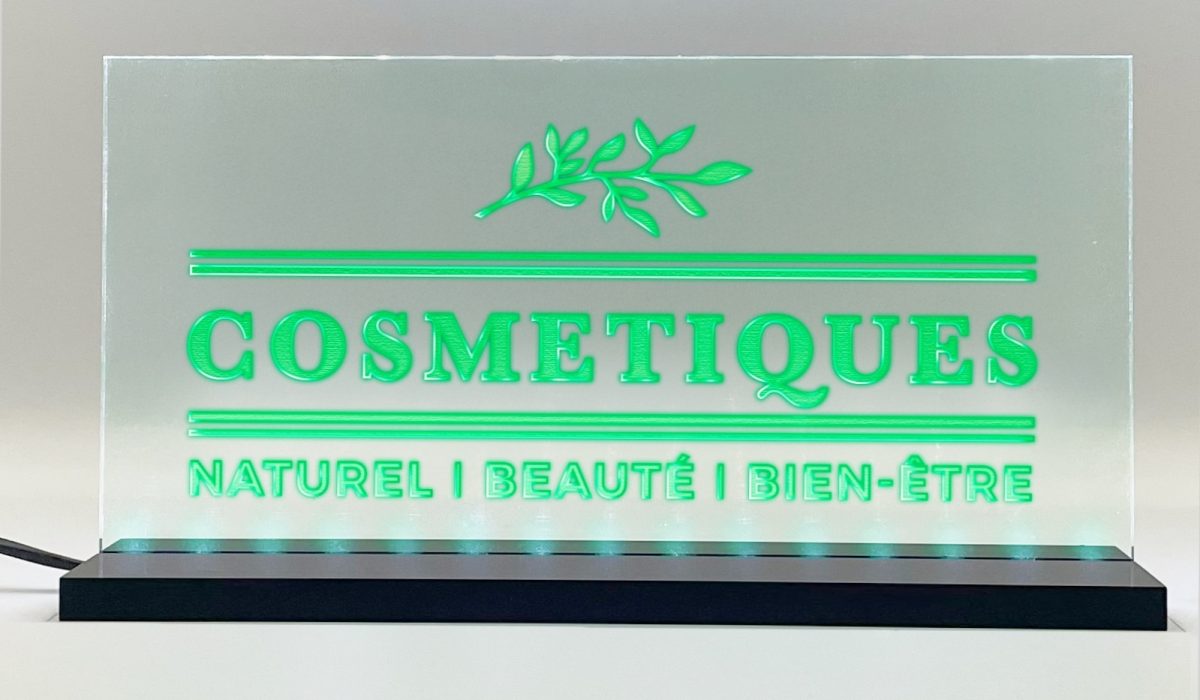 COSMETIQUES
NATUREL | BEAUTÉ | BIEN-ÊTRE